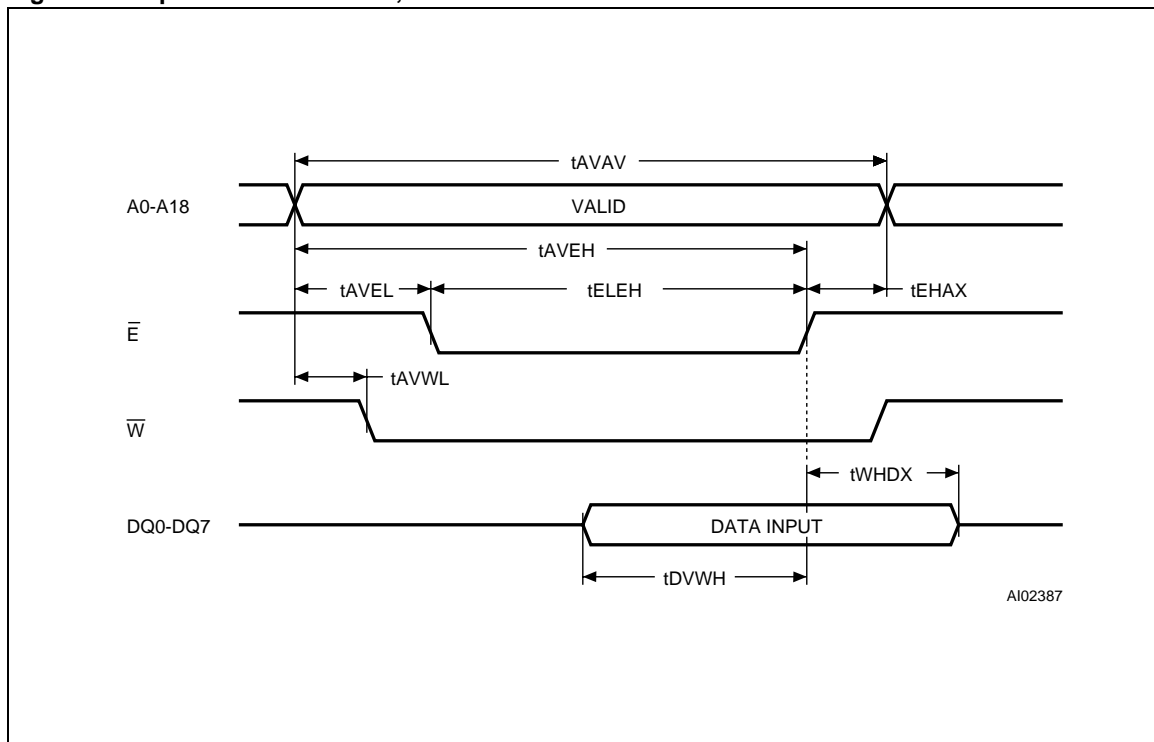 tAVAV
A0-A18
VALID
tAVEH
tAVEL
tELEH
tEHAX
E̅
tAVWL
W̅
tWHDX
DQ0-DQ7
DATA INPUT
tDVWH
AI02387